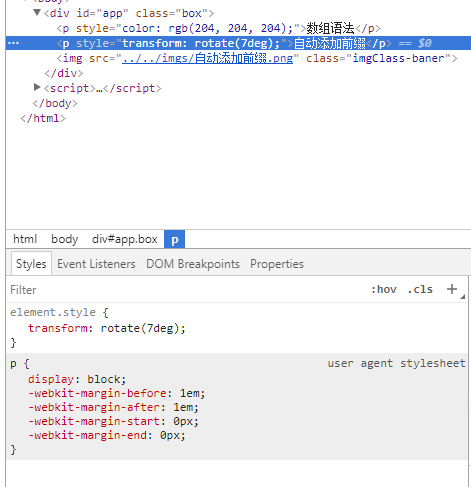 <body>
▼<div id="app" class="box">
<p style="color: rgb(204, 204, 204);">数组语法</p>
••• <p style="transform: rotate(7deg);">自动添加前缀</p> == $0
<img src="../../imgs/自动添加前缀.png" class="imgClass-baner">
</div>
▶<script>…</script>
</body>
</html>
html body div#app.box p
Styles Event Listeners DOM Breakpoints Properties
Filter :hov .cls +
element.style {
transform: rotate(7deg);
}
p { user agent stylesheet
display: block;
-webkit-margin-before: 1em;
-webkit-margin-after: 1em;
-webkit-margin-start: 0px;
-webkit-margin-end: 0px;
}